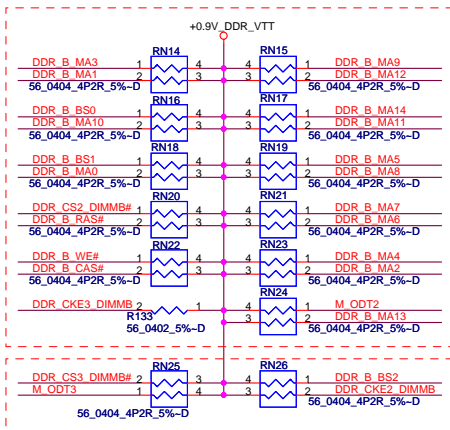 +0.9V_DDR_VTT
RN14 RN15
DDR_B_MA3 1 4 4 1 DDR_B_MA9
DDR_B_MA1 2 3 3 2 DDR_B_MA12
56_0404_4P2R_5%~D 56_0404_4P2R_5%~D
RN16 RN17
DDR_B_BS0 1 4 4 1 DDR_B_MA14
DDR_B_MA10 2 3 3 2 DDR_B_MA11
56_0404_4P2R_5%~D 56_0404_4P2R_5%~D
RN18 RN19
DDR_B_BS1 1 4 4 1 DDR_B_MA5
DDR_B_MA0 2 3 3 2 DDR_B_MA8
56_0404_4P2R_5%~D 56_0404_4P2R_5%~D
RN20 RN21
DDR_CS2_DIMMB# 1 4 4 1 DDR_B_MA7
DDR_B_RAS# 2 3 3 2 DDR_B_MA6
56_0404_4P2R_5%~D 56_0404_4P2R_5%~D
RN22 RN23
DDR_B_WE# 1 4 4 1 DDR_B_MA4
DDR_B_CAS# 2 3 3 2 DDR_B_MA2
56_0404_4P2R_5%~D 56_0404_4P2R_5%~D
RN24
DDR_CKE3_DIMMB 2 1 4 1 M_ODT2
R133 3 2 DDR_B_MA13
56_0402_5%~D 56_0404_4P2R_5%~D
RN25 RN26
DDR_CS3_DIMMB# 2 3 4 1 DDR_B_BS2
M_ODT3 1 4 3 2 DDR_CKE2_DIMMB
56_0404_4P2R_5%~D 56_0404_4P2R_5%~D